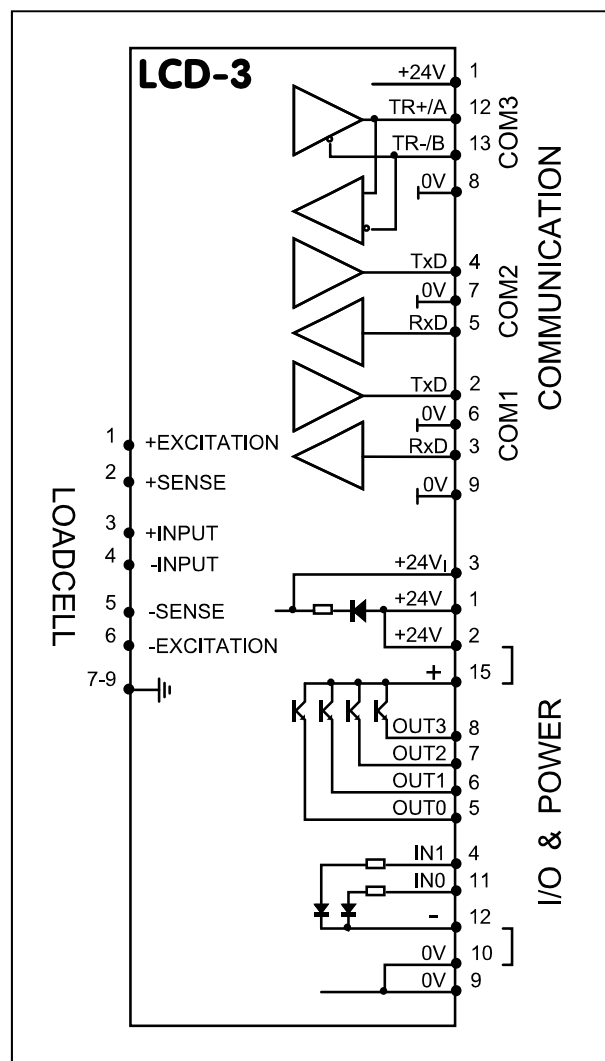 LCD-3
+24V 1
TR+/A 12
TR-/B 13
0V 8
COM3
TxD 4
0V 7
RxD 5
COM2
TxD 2
0V 6
RxD 3
COM1
0V 9
COMMUNICATION
1 +EXCITATION
2 +SENSE
3 +INPUT
4 -INPUT
5 -SENSE
6 -EXCITATION
7-9
LOADCELL
+24VI 3
+24V 1
+24V 2
+ 15
OUT3 8
OUT2 7
OUT1 6
OUT0 5
IN1 4
IN0 11
- 12
0V 10
0V 9
I/O & POWER